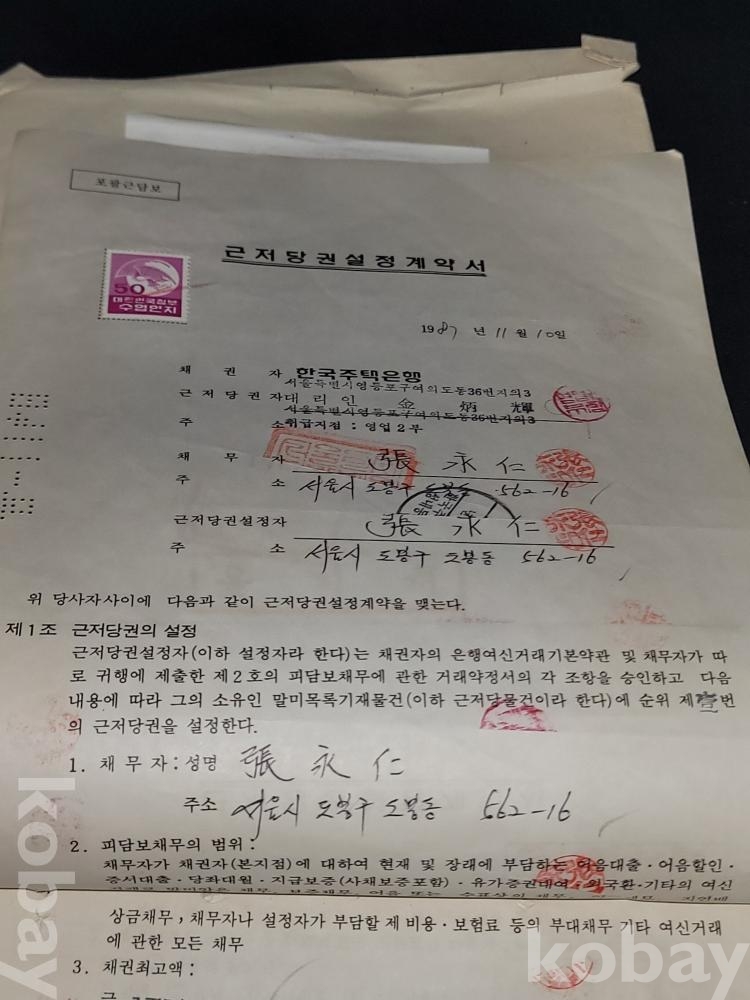 포괄근담보
근저당권설정계약서
50
대한민국정부
수입인지
1987 년 11 월 10일
채 권 자 한국주택은행
서울특별시영등포구여의도동36번지의3
근 저 당 권 자 대 리 인 金 炳 輝
서울특별시영등포구여의도동36번지의3
주 소 취급지점 : 영업2부
채 무 자 張 永 仁
주 소 서울시 도봉구 도봉동 562-16
근저당권설정자 張 永 仁
주 소 서울시 도봉구 도봉동 562-16
위 당사자사이에 다음과 같이 근저당권설정계약을 맺는다.
제1조 근저당권의 설정
근저당권설정자(이하 설정자라 한다)는 채권자의 은행여신거래기본약관 및 채무자가 따
로 귀행에 제출한 제2호의 피담보채무에 관한 거래약정서의 각 조항을 승인하고 다음
내용에 따라 그의 소유인 말미목록기재물건(이하 근저당물건이라 한다)에 순위 제壹번
의 근저당권을 설정한다.
1. 채 무 자 : 성명 張 永 仁
주소 서울시 도봉구 도봉동 562-16
2. 피담보채무의 범위 :
채무자가 채권자(본지점)에 대하여 현재 및 장래에 부담하는 어음대출·어음할인·
증서대출·당좌대월·지급보증(사채보증포함)·유가증권대여·외국환·기타의 여신
상금채무, 채무자나 설정자가 부담할 제 비용·보험료 등의 부대채무 기타 여신거래
에 관한 모든 채무
3. 채권최고액 :
kobay
kobay